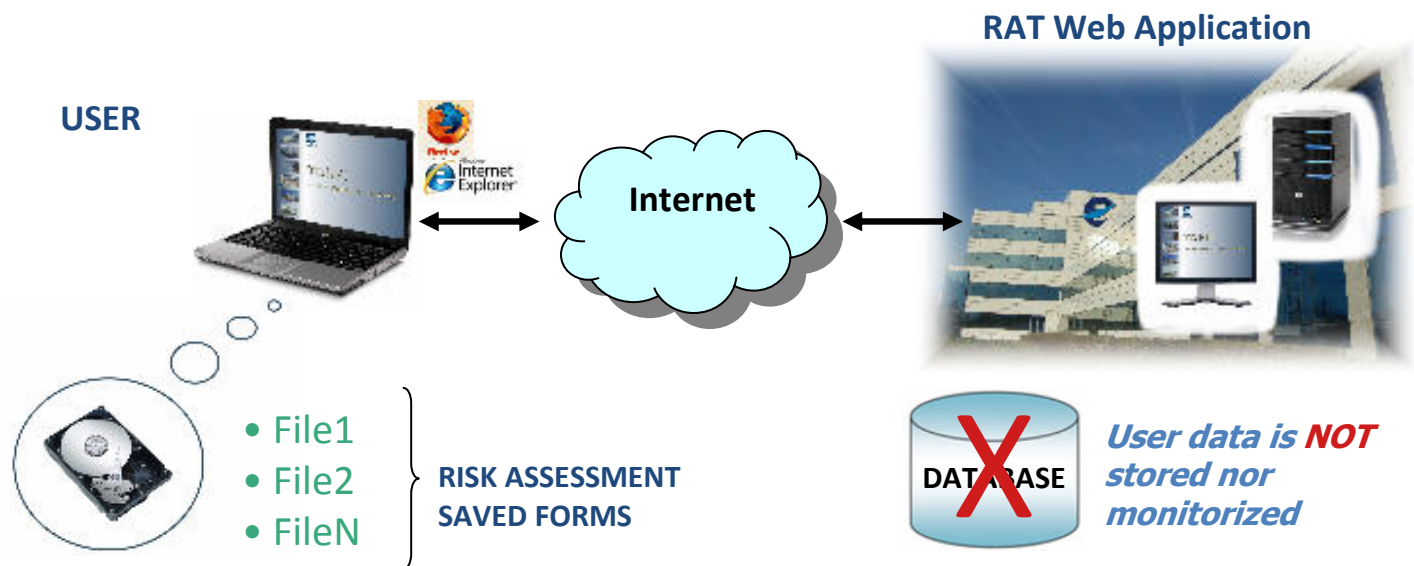 RAT Web Application
USER
Firefox
Internet
Explorer
Internet
• File1
• File2
• FileN
RISK ASSESSMENT
SAVED FORMS
DATABASE
X
User data is NOT
stored nor
monitorized